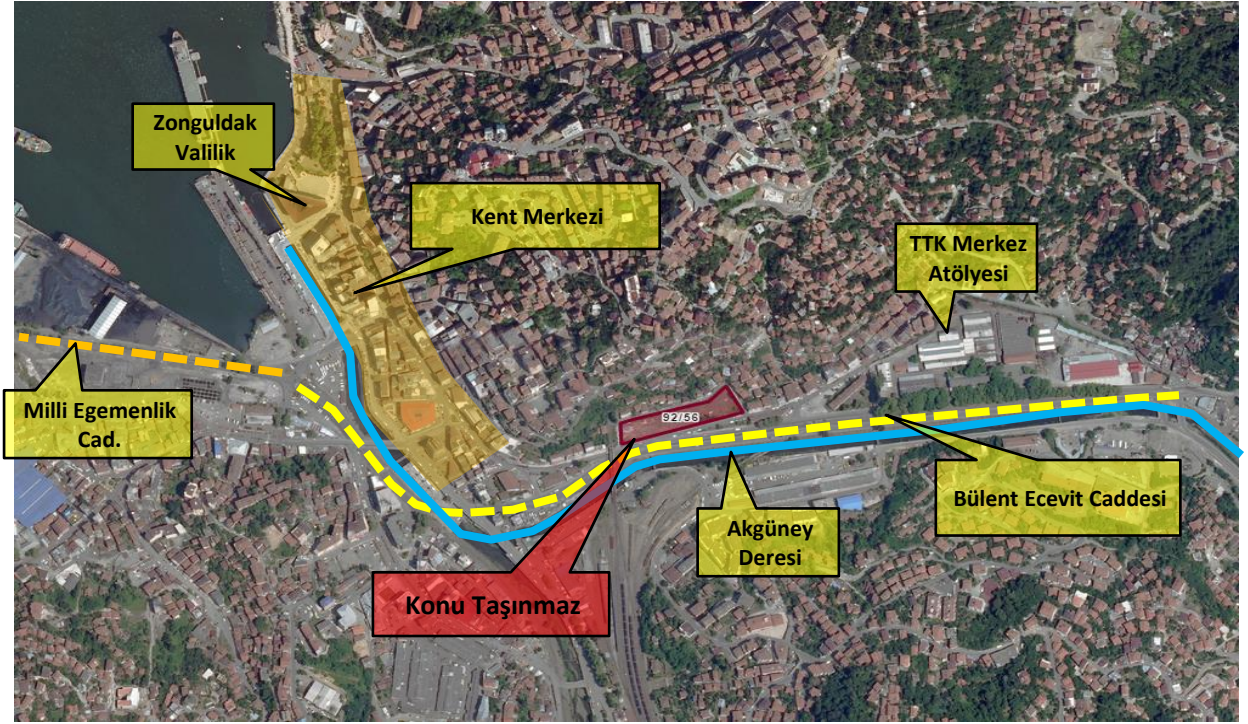 Zonguldak
Valilik
Kent Merkezi
TTK Merkez
Atölyesi
Milli Egemenlik
Cad.
92/56
Bülent Ecevit Caddesi
Akgüney
Deresi
Konu Taşınmaz